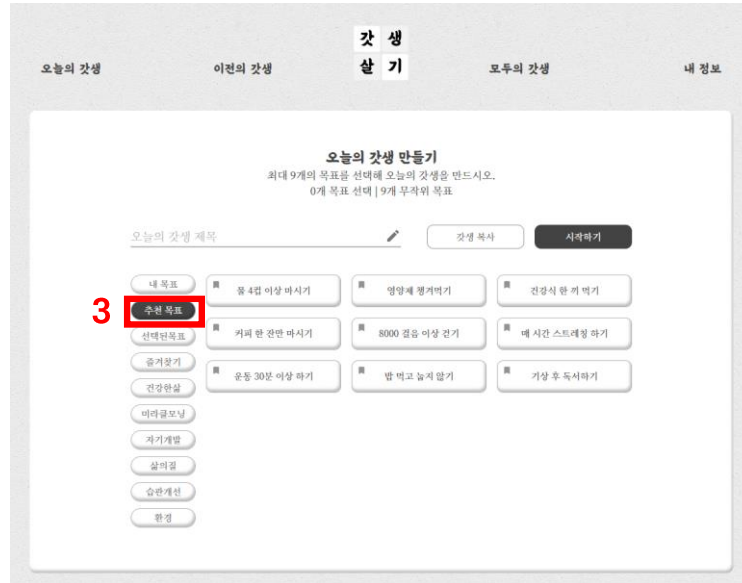 갓 생
살 기
오늘의 갓생
이전의 갓생
모두의 갓생
내 정보
오늘의 갓생 만들기
최대 9개의 목표를 선택해 오늘의 갓생을 만드시오.
0개 목표 선택 | 9개 무작위 목표
오늘의 갓생 제목
갓생 복사
시작하기
3
내 목표
추천 목표
선택된목표
즐겨찾기
건강한삶
미라클모닝
자기개발
삶의질
습관개선
환경
물 4컵 이상 마시기
영양제 챙겨먹기
건강식 한 끼 먹기
커피 한 잔만 마시기
8000 걸음 이상 걷기
매 시간 스트레칭 하기
운동 30분 이상 하기
밥 먹고 눕지 않기
기상 후 독서하기